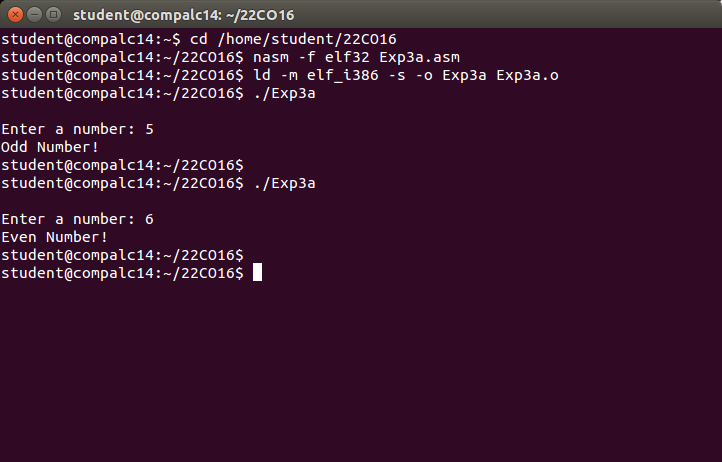 student@compalc14: ~/22CO16
student@compalc14:~$ cd /home/student/22CO16
student@compalc14:~/22CO16$ nasm -f elf32 Exp3a.asm
student@compalc14:~/22CO16$ ld -m elf_i386 -s -o Exp3a Exp3a.o
student@compalc14:~/22CO16$ ./Exp3a
Enter a number: 5
Odd Number!
student@compalc14:~/22CO16$
student@compalc14:~/22CO16$ ./Exp3a
Enter a number: 6
Even Number!
student@compalc14:~/22CO16$
student@compalc14:~/22CO16$